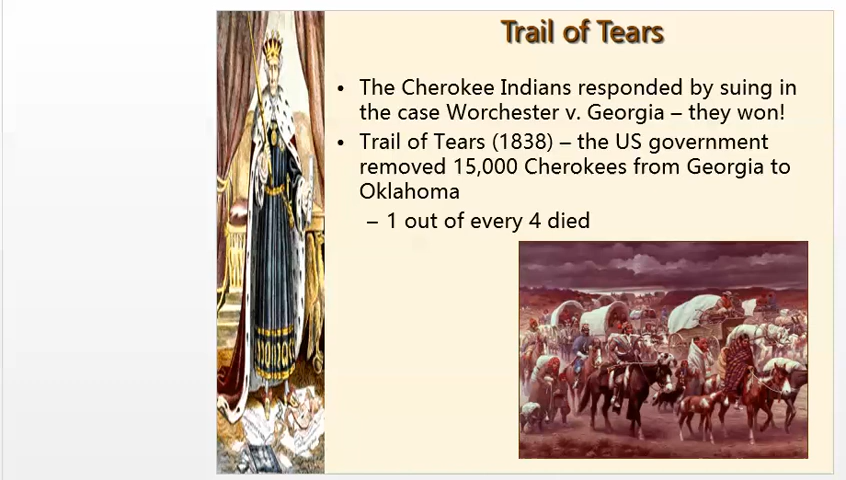 Trail of Tears
• The Cherokee Indians responded by suing in
the case Worchester v. Georgia – they won!
• Trail of Tears (1838) – the US government
removed 15,000 Cherokees from Georgia to
Oklahoma
– 1 out of every 4 died